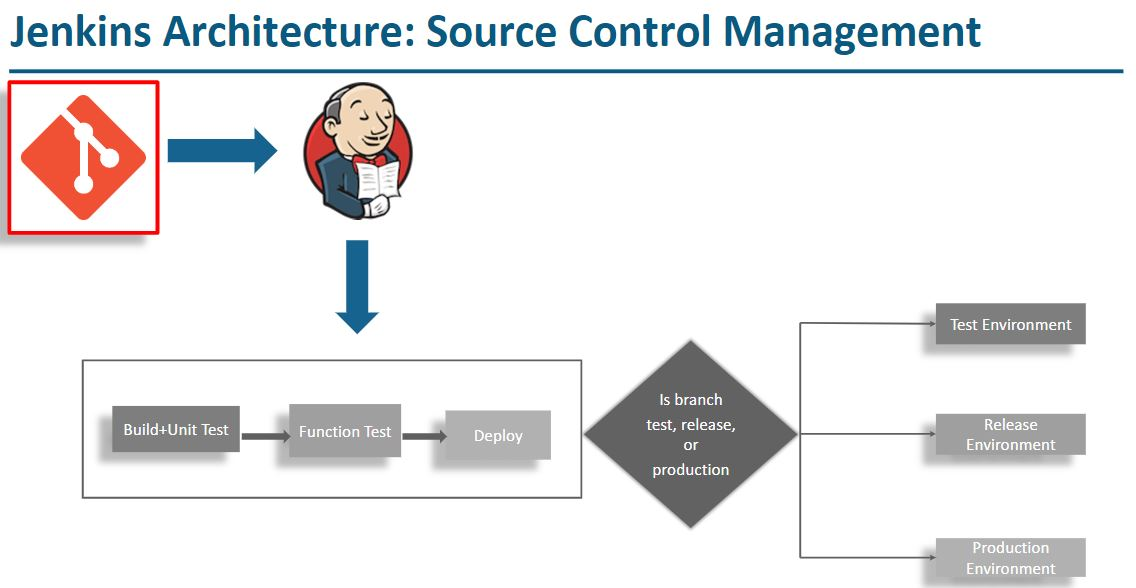 Jenkins Architecture: Source Control Management
Build+Unit Test
Function Test
Deploy
Is branch
test, release,
or
production
Test Environment
Release
Environment
Production
Environment